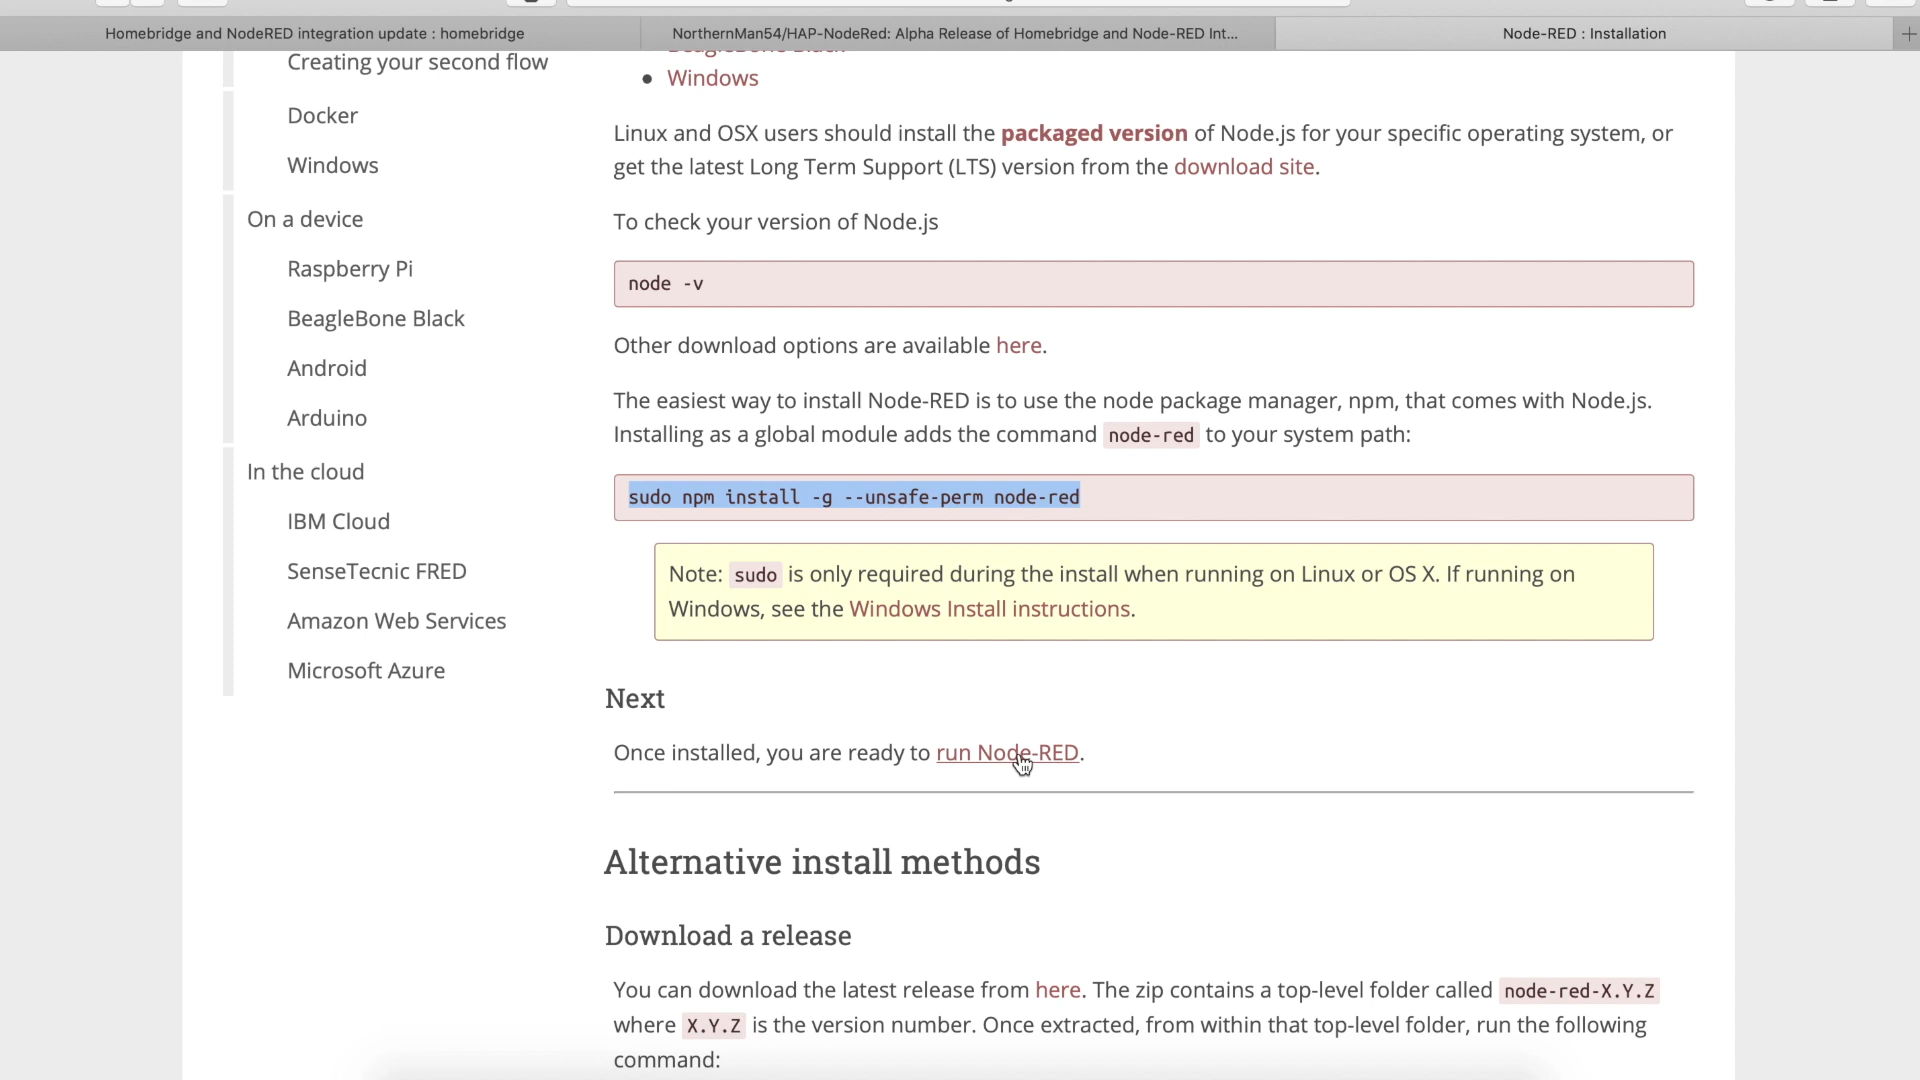 Homebridge and NodeRED integration update : homebridge
NorthernMan54/HAP-NodeRed: Alpha Release of Homebridge and Node-RED Int...
Node-RED : Installation
Creating your second flow
Docker
Windows
On a device
Raspberry Pi
BeagleBone Black
Android
Arduino
In the cloud
IBM Cloud
SenseTecnic FRED
Amazon Web Services
Microsoft Azure
BeagleBone Black
Windows
Linux and OSX users should install the packaged version of Node.js for your specific operating system, or
get the latest Long Term Support (LTS) version from the download site.
To check your version of Node.js
node -v
Other download options are available here.
The easiest way to install Node-RED is to use the node package manager, npm, that comes with Node.js.
Installing as a global module adds the command node-red to your system path:
sudo npm install -g --unsafe-perm node-red
Note: sudo is only required during the install when running on Linux or OS X. If running on
Windows, see the Windows Install instructions.
Next
Once installed, you are ready to run Node-RED.
Alternative install methods
Download a release
You can download the latest release from here. The zip contains a top-level folder called node-red-X.Y.Z
where X.Y.Z is the version number. Once extracted, from within that top-level folder, run the following
command: